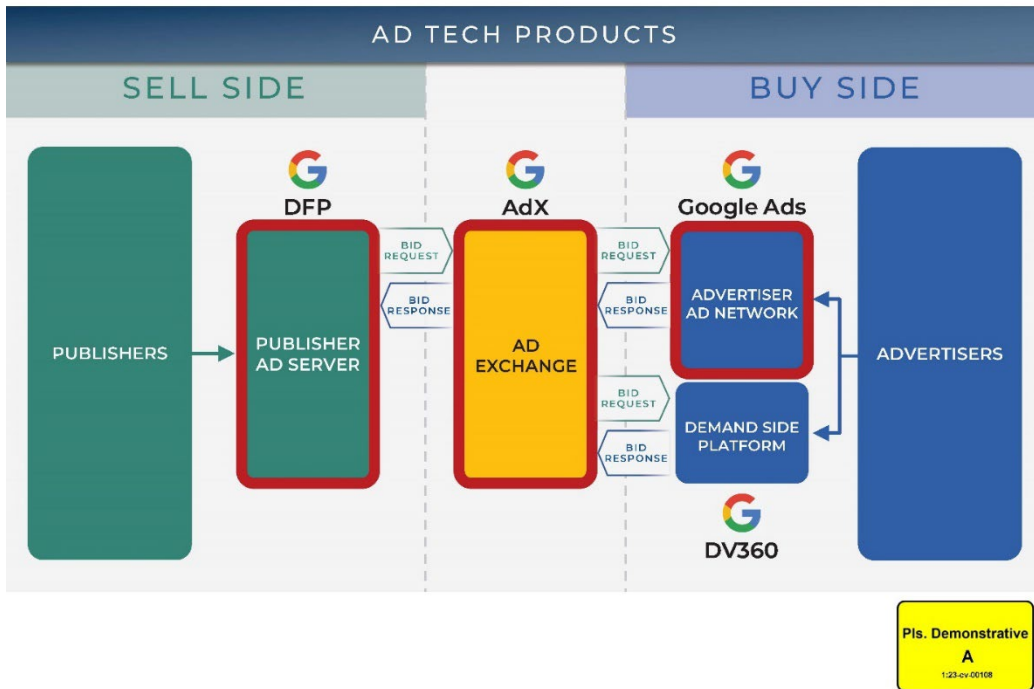 AD TECH PRODUCTS
SELL SIDE
BUY SIDE
DFP
AdX
Google Ads
PUBLISHERS
PUBLISHER
AD SERVER
BID
REQUEST
BID
RESPONSE
AD
EXCHANGE
BID
REQUEST
BID
RESPONSE
BID
REQUEST
BID
RESPONSE
ADVERTISER
AD NETWORK
DEMAND SIDE
PLATFORM
ADVERTISERS
DV360
Pls. Demonstrative
A
1:23-cv-00108